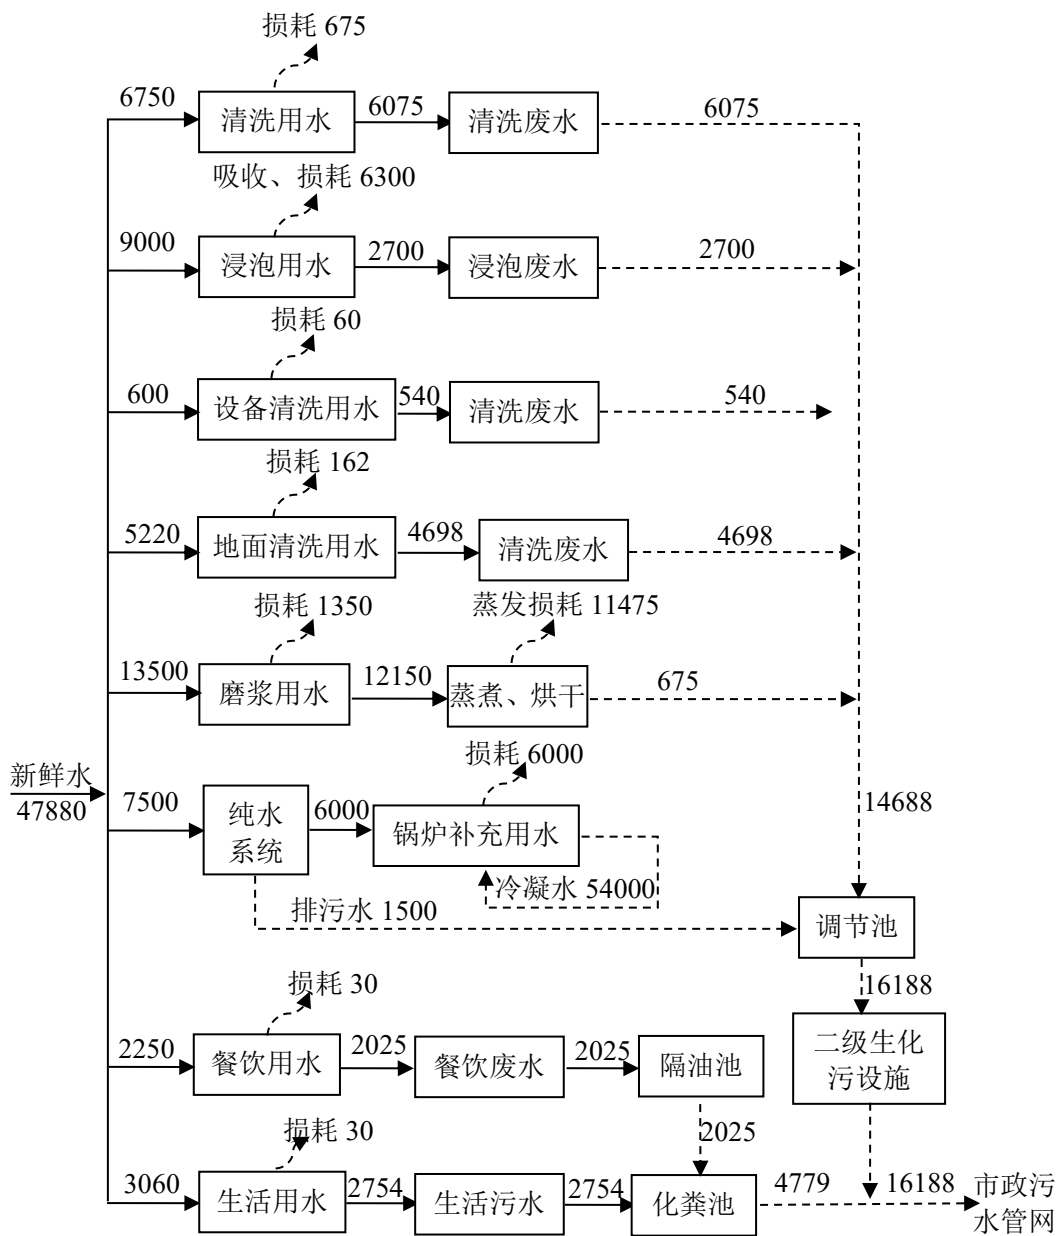 损耗 675
6750
清洗用水
6075
清洗废水
6075
吸收、损耗 6300
9000
浸泡用水
2700
浸泡废水
2700
损耗 60
600
设备清洗用水
540
清洗废水
540
损耗 162
5220
地面清洗用水
4698
清洗废水
4698
损耗 1350
蒸发损耗 11475
13500
磨浆用水
12150
蒸煮、烘干
675
新鲜水
47880
损耗 6000
7500
纯水
系统
6000
锅炉补充用水
14688
冷凝水 54000
排污水 1500
调节池
16188
损耗 30
2250
餐饮用水
2025
餐饮废水
2025
隔油池
二级生化
污设施
2025
损耗 30
3060
生活用水
2754
生活污水
2754
化粪池
4779
16188
市政污
水管网